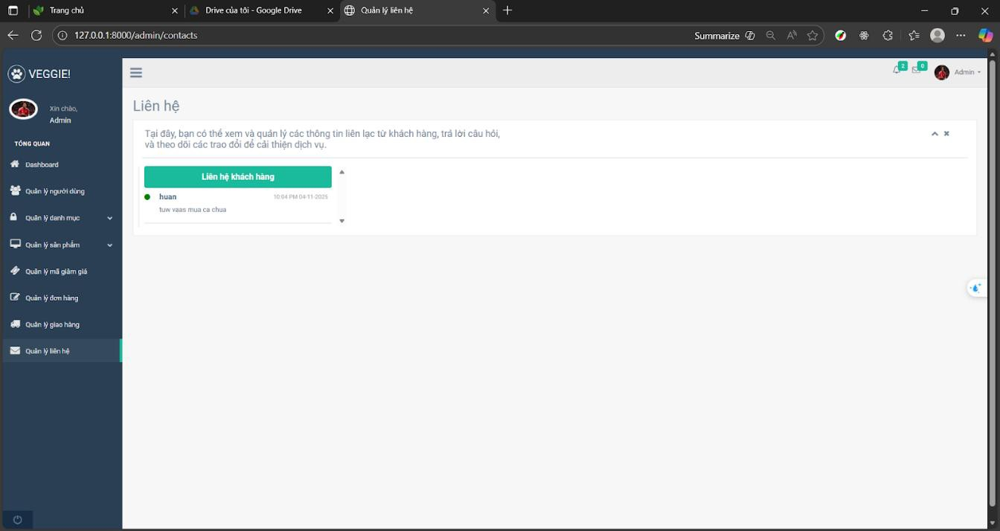 Trang chủ
Drive của tôi - Google Drive
Quản lý liên hệ
127.0.0.1:8000/admin/contacts
Summarize
VEGGIE!
2
0
Admin
Xin chào,
Admin
TỔNG QUAN
Dashboard
Quản lý người dùng
Quản lý danh mục
Quản lý sản phẩm
Quản lý mã giảm giá
Quản lý đơn hàng
Quản lý giao hàng
Quản lý liên hệ
Liên hệ
Tại đây, bạn có thể xem và quản lý các thông tin liên lạc từ khách hàng, trả lời câu hỏi,
và theo dõi các trao đổi để cải thiện dịch vụ.
Liên hệ khách hàng
huan
10:04 PM 04-11-2025
tuw vaas mua ca chua